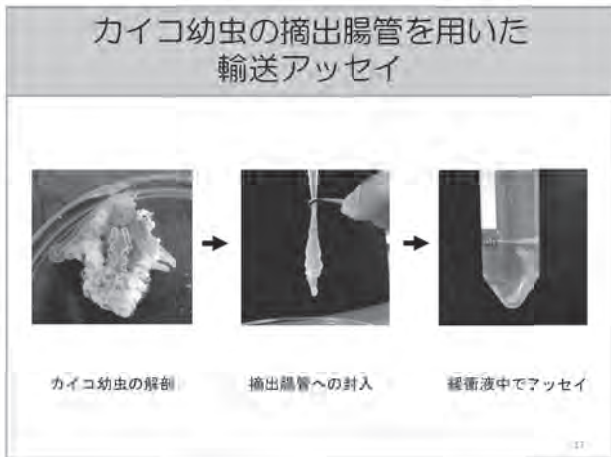 カイコ幼虫の摘出腸管を用いた
輸送アッセイ
カイコ幼虫の解剖
摘出腸管への封入
緩衝液中でアッセイ